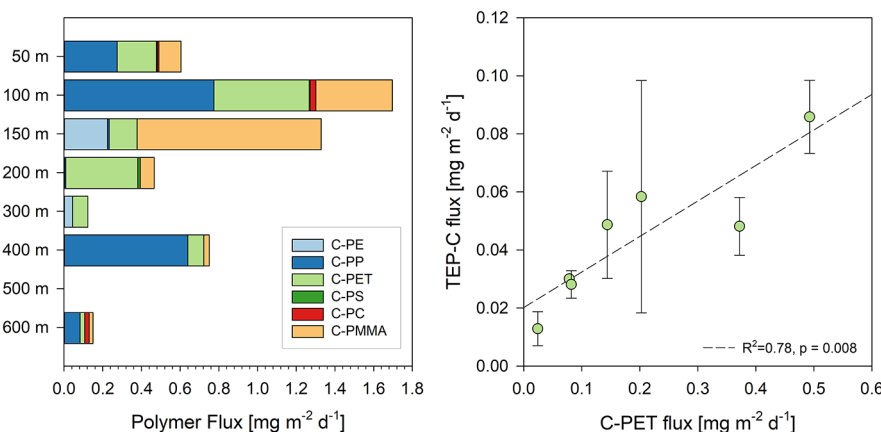 50 m
100 m
150 m
200 m
300 m
400 m
500 m
600 m
C-PE
C-PP
C-PET
C-PS
C-PC
C-PMMA
0.0 0.2 0.4 0.6 0.8 1.0 1.2 1.4 1.6 1.8
Polymer Flux [mg m⁻² d⁻¹]
TEP-C flux [mg m⁻² d⁻¹]
0.12
0.10
0.08
0.06
0.04
0.02
0.00
R²=0.78, p = 0.008
0.0 0.1 0.2 0.3 0.4 0.5 0.6
C-PET flux [mg m⁻² d⁻¹]